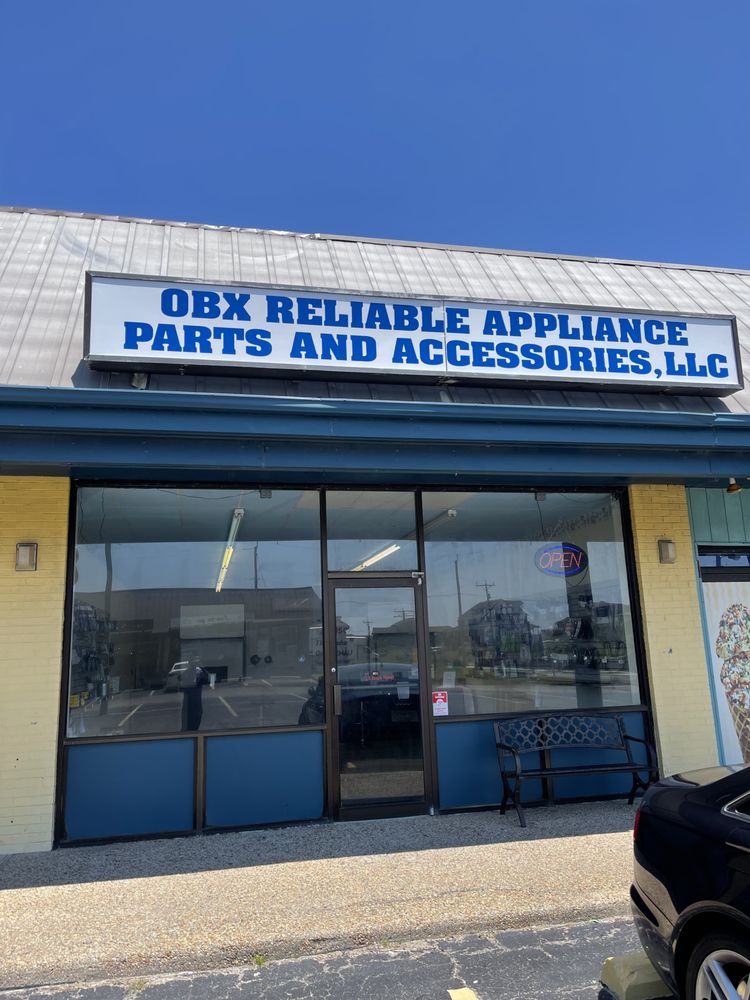 OBX RELIABLE APPLIANCE
PARTS AND ACCESSORIES, LLC
OPEN